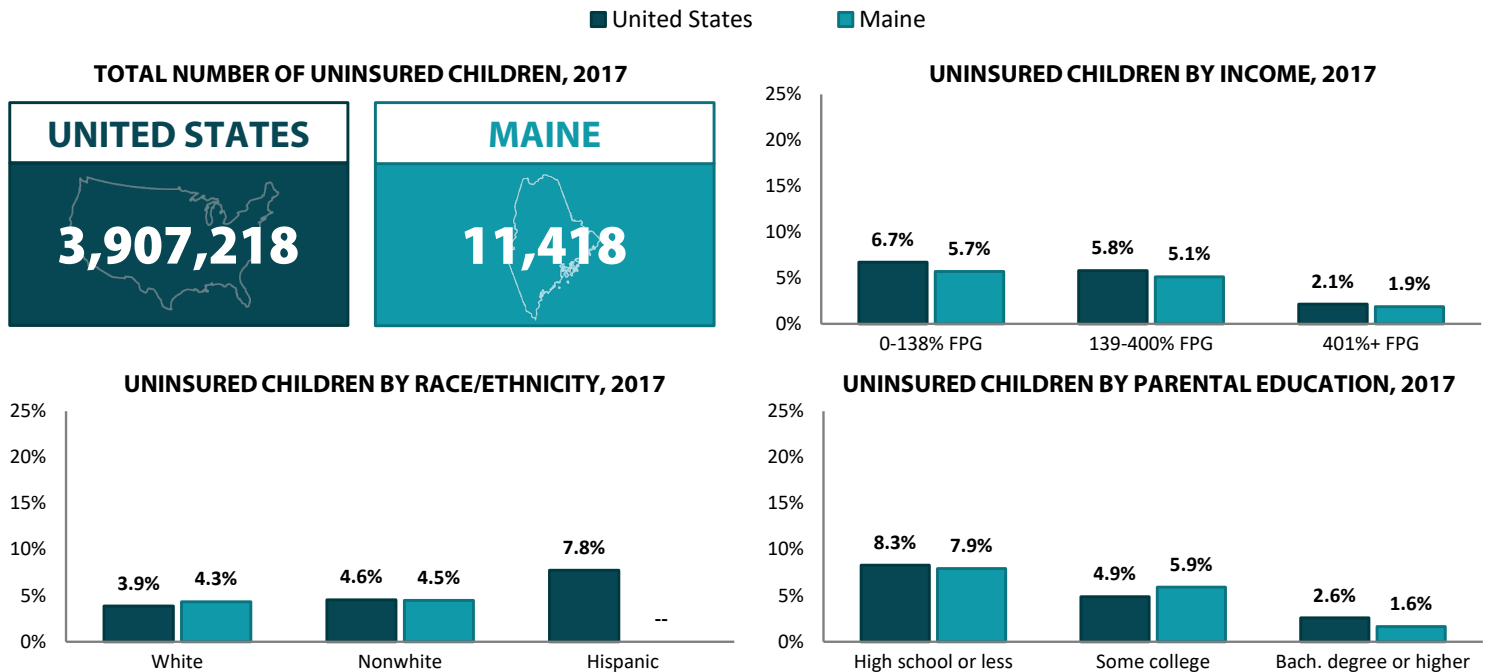 United States Maine
TOTAL NUMBER OF UNINSURED CHILDREN, 2017
UNITED STATES
3,907,218
MAINE
11,418
UNINSURED CHILDREN BY INCOME, 2017
25%
20%
15%
10%
5%
0%
6.7% 5.7% 5.8% 5.1% 2.1% 1.9%
0-138% FPG 139-400% FPG 401%+ FPG
UNINSURED CHILDREN BY RACE/ETHNICITY, 2017
25%
20%
15%
10%
5%
0%
3.9% 4.3% 4.6% 4.5% 7.8% --
White Nonwhite Hispanic
UNINSURED CHILDREN BY PARENTAL EDUCATION, 2017
25%
20%
15%
10%
5%
0%
8.3% 7.9% 4.9% 5.9% 2.6% 1.6%
High school or less Some college Bach. degree or higher